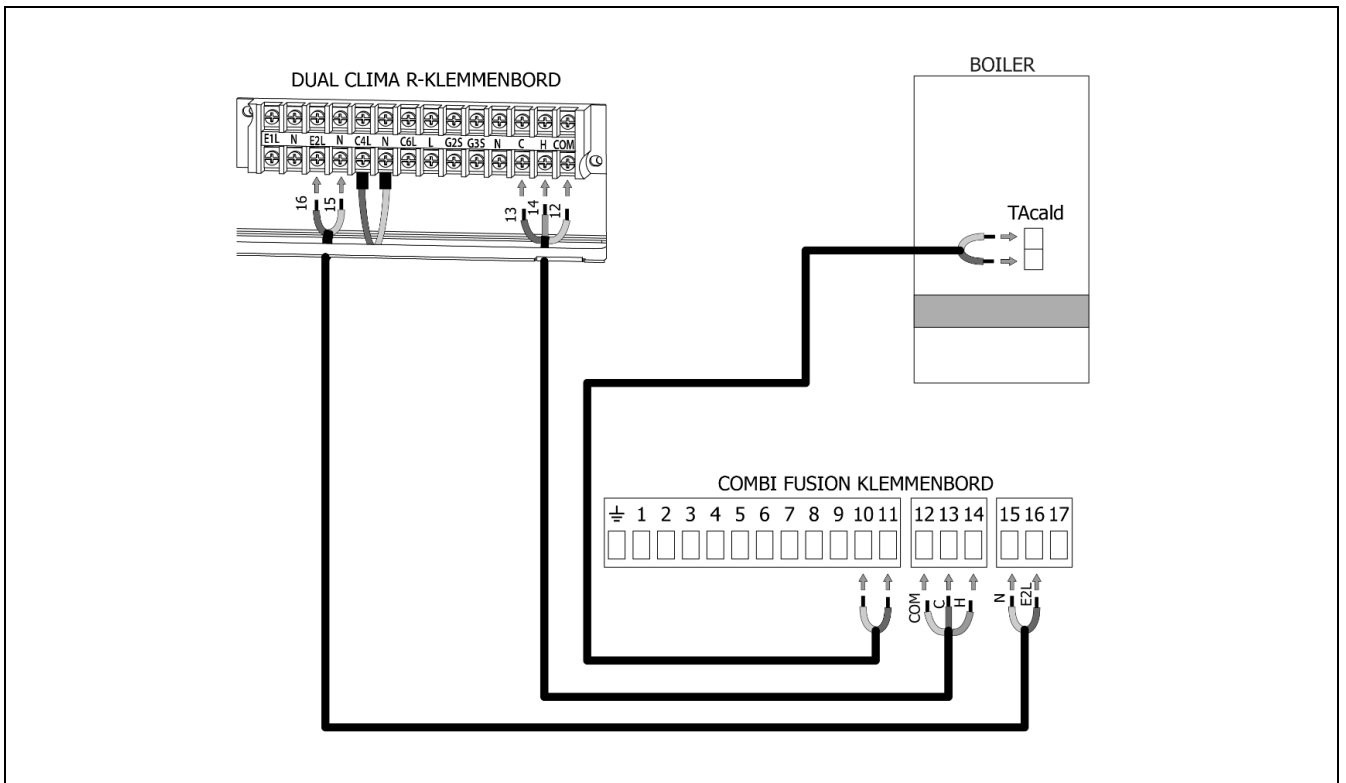 DUAL CLIMA R-KLEMMENBORD
E1L N E2L N C4L N C6L L G2S G3S N C H COM
16 15
13 14 12
BOILER
TAcald
COMBI FUSION KLEMMENBORD
1 2 3 4 5 6 7 8 9 10 11 12 13 14 15 16 17
COM C H N E2L